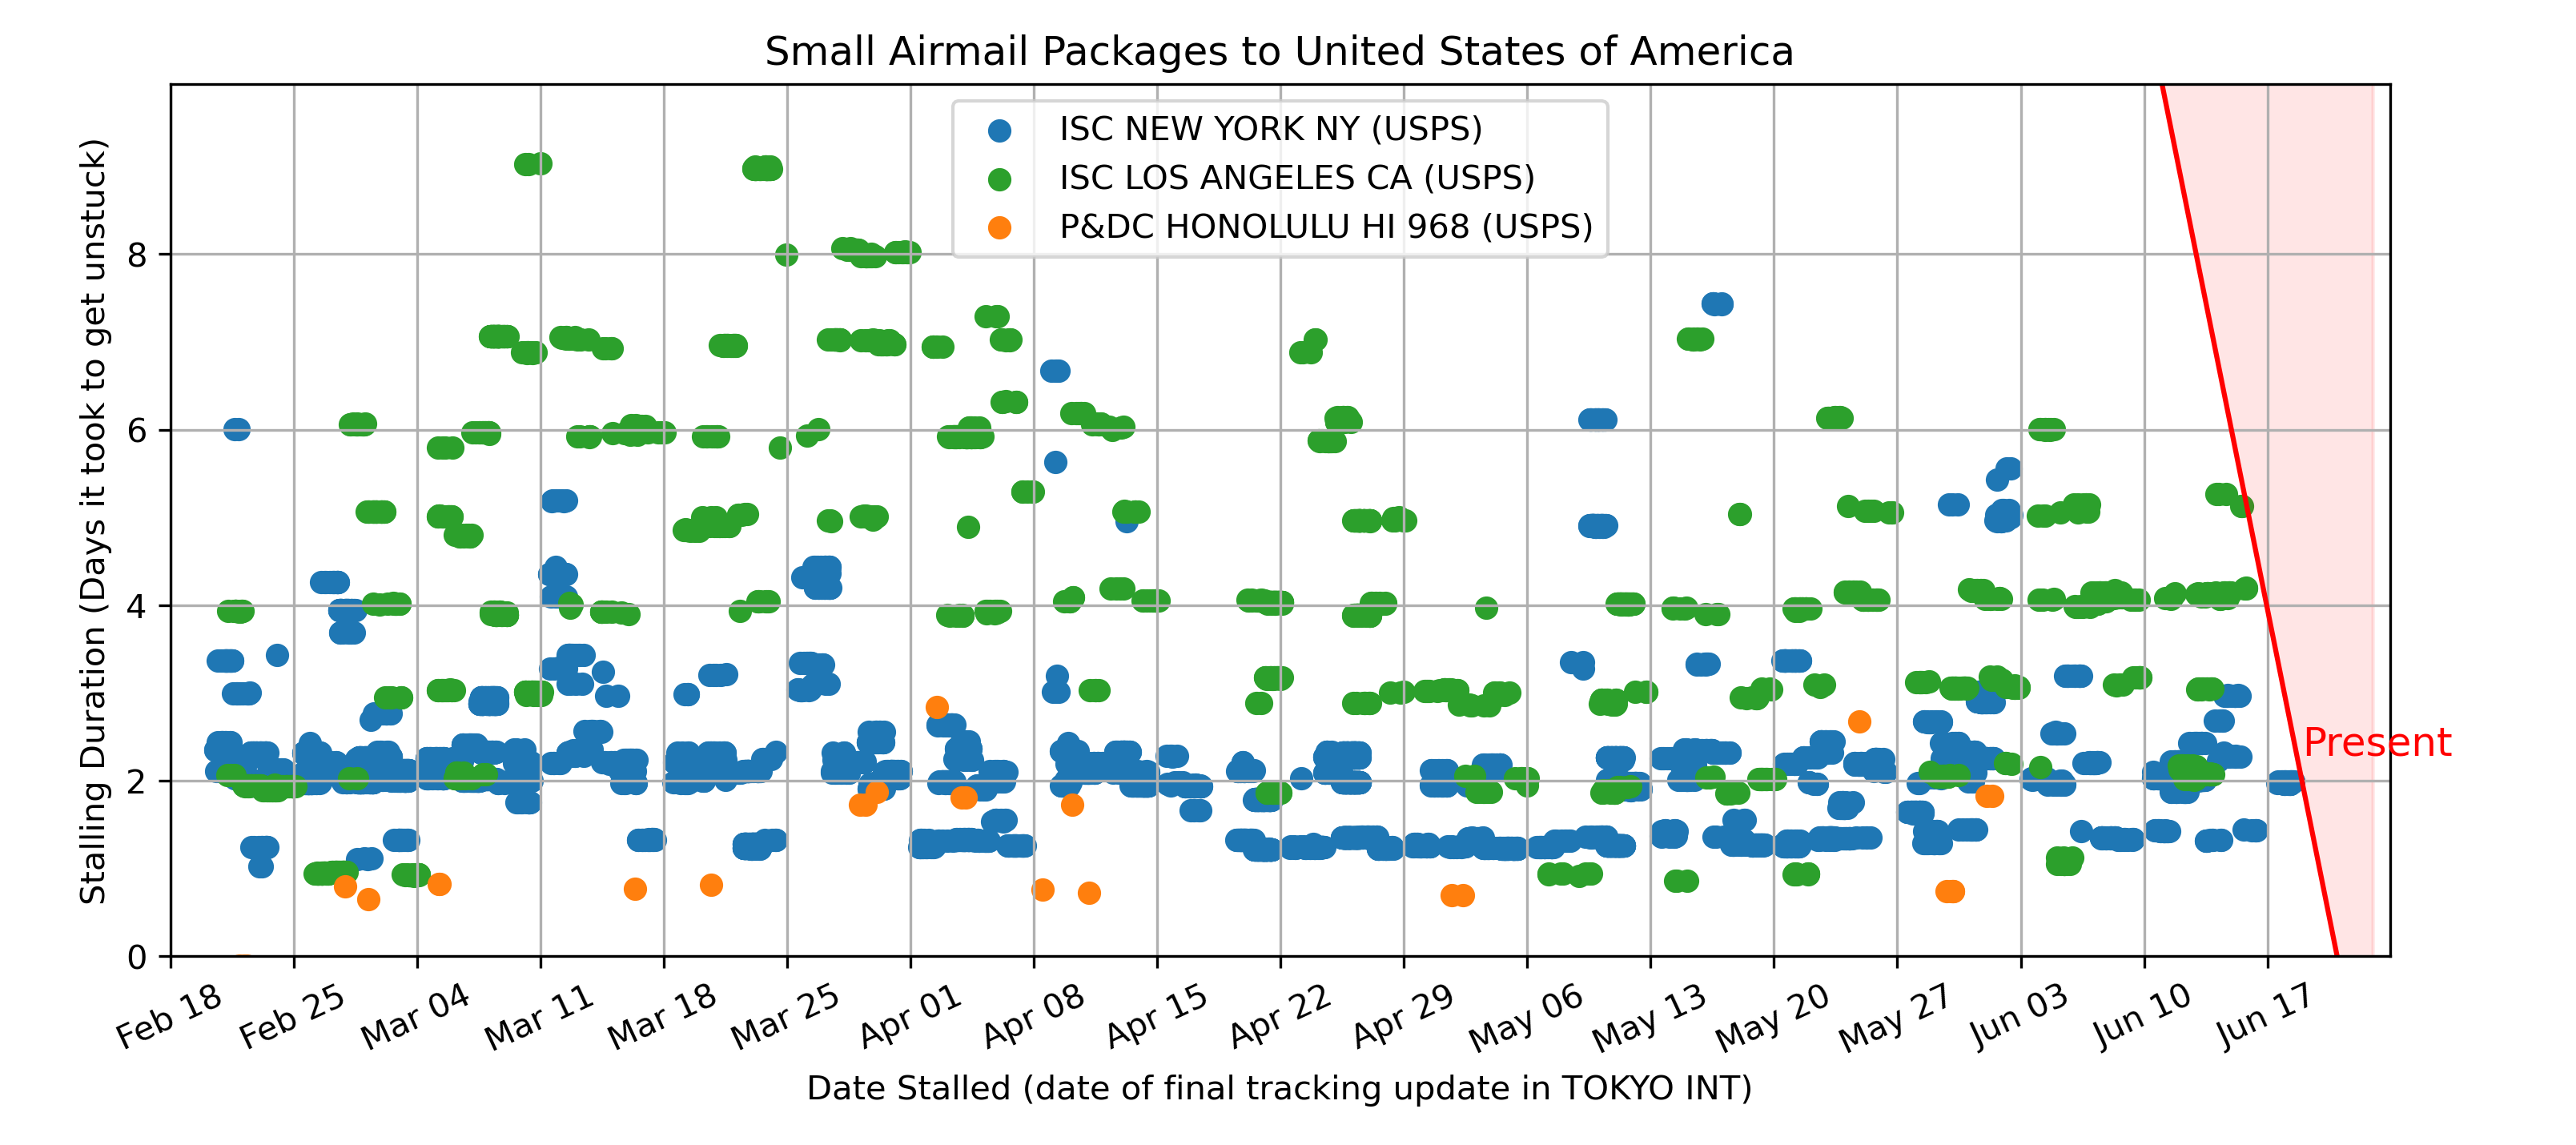 Small Airmail Packages to United States of America
ISC NEW YORK NY (USPS)
ISC LOS ANGELES CA (USPS)
P&DC HONOLULU HI 968 (USPS)
Stalling Duration (Days it took to get unstuck)
8
6
4
2
0
Present
Feb 18
Feb 25
Mar 04
Mar 11
Mar 18
Mar 25
Apr 01
Apr 08
Apr 15
Apr 22
Apr 29
May 06
May 13
May 20
May 27
Jun 03
Jun 10
Jun 17
Date Stalled (date of final tracking update in TOKYO INT)